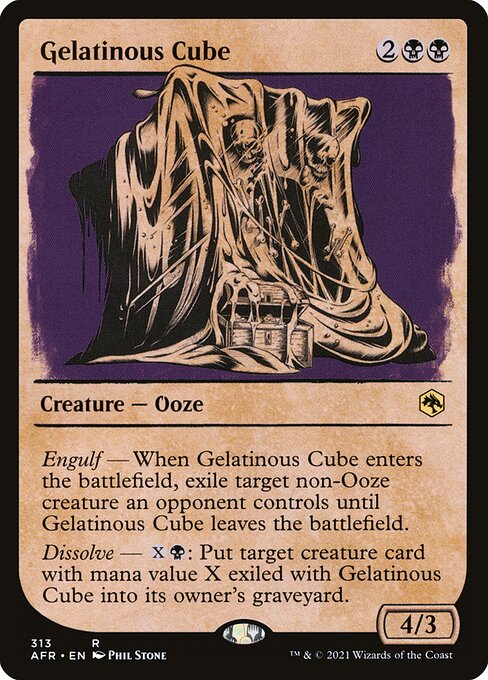 Gelatinous Cube 2
Creature — Ooze
Engulf — When Gelatinous Cube enters
the battlefield, exile target non-Ooze
creature an opponent controls until
Gelatinous Cube leaves the battlefield.
Dissolve — X: Put target creature card
with mana value X exiled with Gelatinous
Cube into its owner's graveyard.
4/3
313 R
AFR • EN Phil Stone
™ & © 2021 Wizards of the Coast